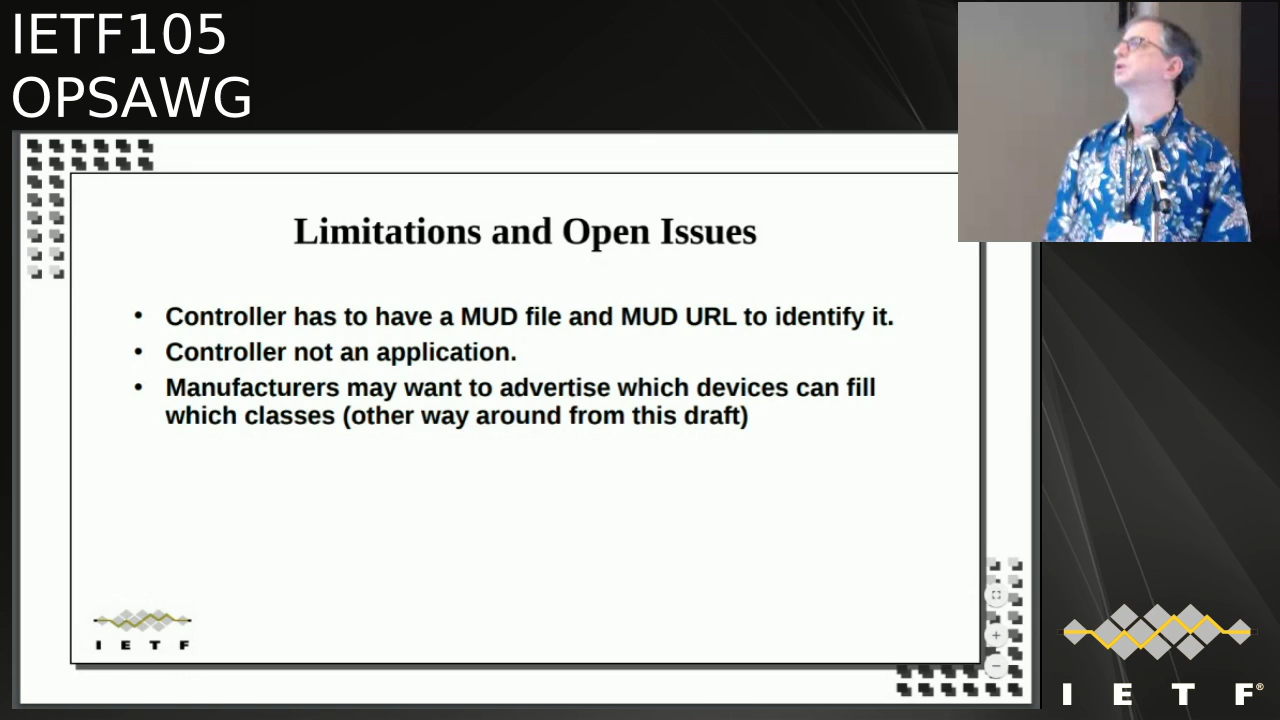 IETF105
OPSAWG
Limitations and Open Issues
• Controller has to have a MUD file and MUD URL to identify it.
• Controller not an application.
• Manufacturers may want to advertise which devices can fill
which classes (other way around from this draft)
I E T F
I E T F®